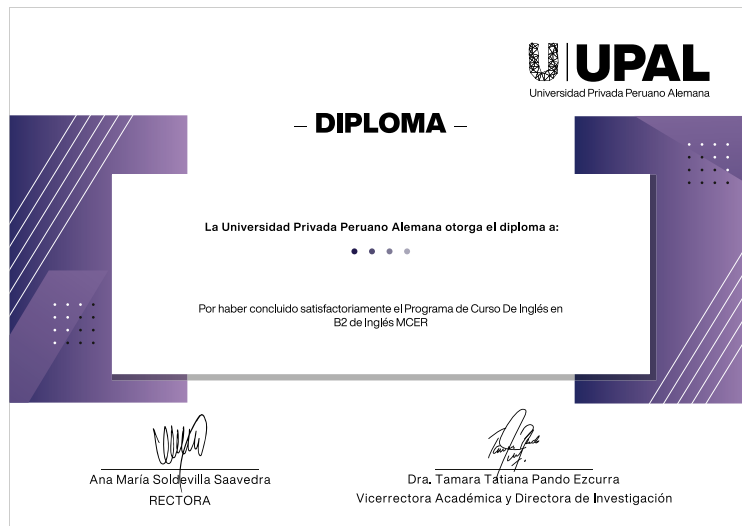 UPAL
Universidad Privada Peruano Alemana
– DIPLOMA –
La Universidad Privada Peruano Alemana otorga el diploma a:
Por haber concluido satisfactoriamente el Programa de Curso De Inglés en
B2 de Inglés MCER
Ana María Soldevilla Saavedra
RECTORA
Dra. Tamara Tatiana Pando Ezcurra
Vicerrectora Académica y Directora de Investigación